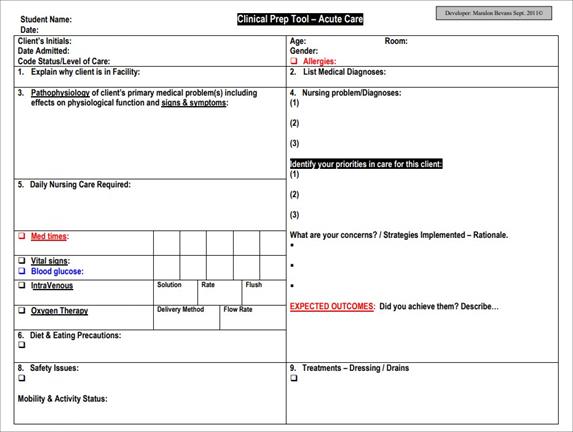 Student Name:
Clinical Prep Tool – Acute Care
Developer: Maralon Bevans Sept. 2011©
Date:
Client's Initials:
Date Admitted:
Code Status/Level of Care:
Age: Room:
Gender:
❑ Allergies:
1. Explain why client is in Facility:
2. List Medical Diagnoses:
3. Pathophysiology of client's primary medical problem(s) including
effects on physiological function and signs & symptoms:
4. Nursing problem/Diagnoses:
(1)
(2)
(3)
Identify your priorities in care for this client:
(1)
(2)
(3)
5. Daily Nursing Care Required:
❑ Med times:
❑ Vital signs:
❑ Blood glucose:
❑ IntraVenous
Solution Rate Flush
❑ Oxygen Therapy
Delivery Method Flow Rate
What are your concerns? / Strategies Implemented – Rationale.
▪
▪
▪
EXPECTED OUTCOMES: Did you achieve them? Describe…
6. Diet & Eating Precautions:
❑
8. Safety Issues:
❑
Mobility & Activity Status:
9. Treatments – Dressing / Drains
❑